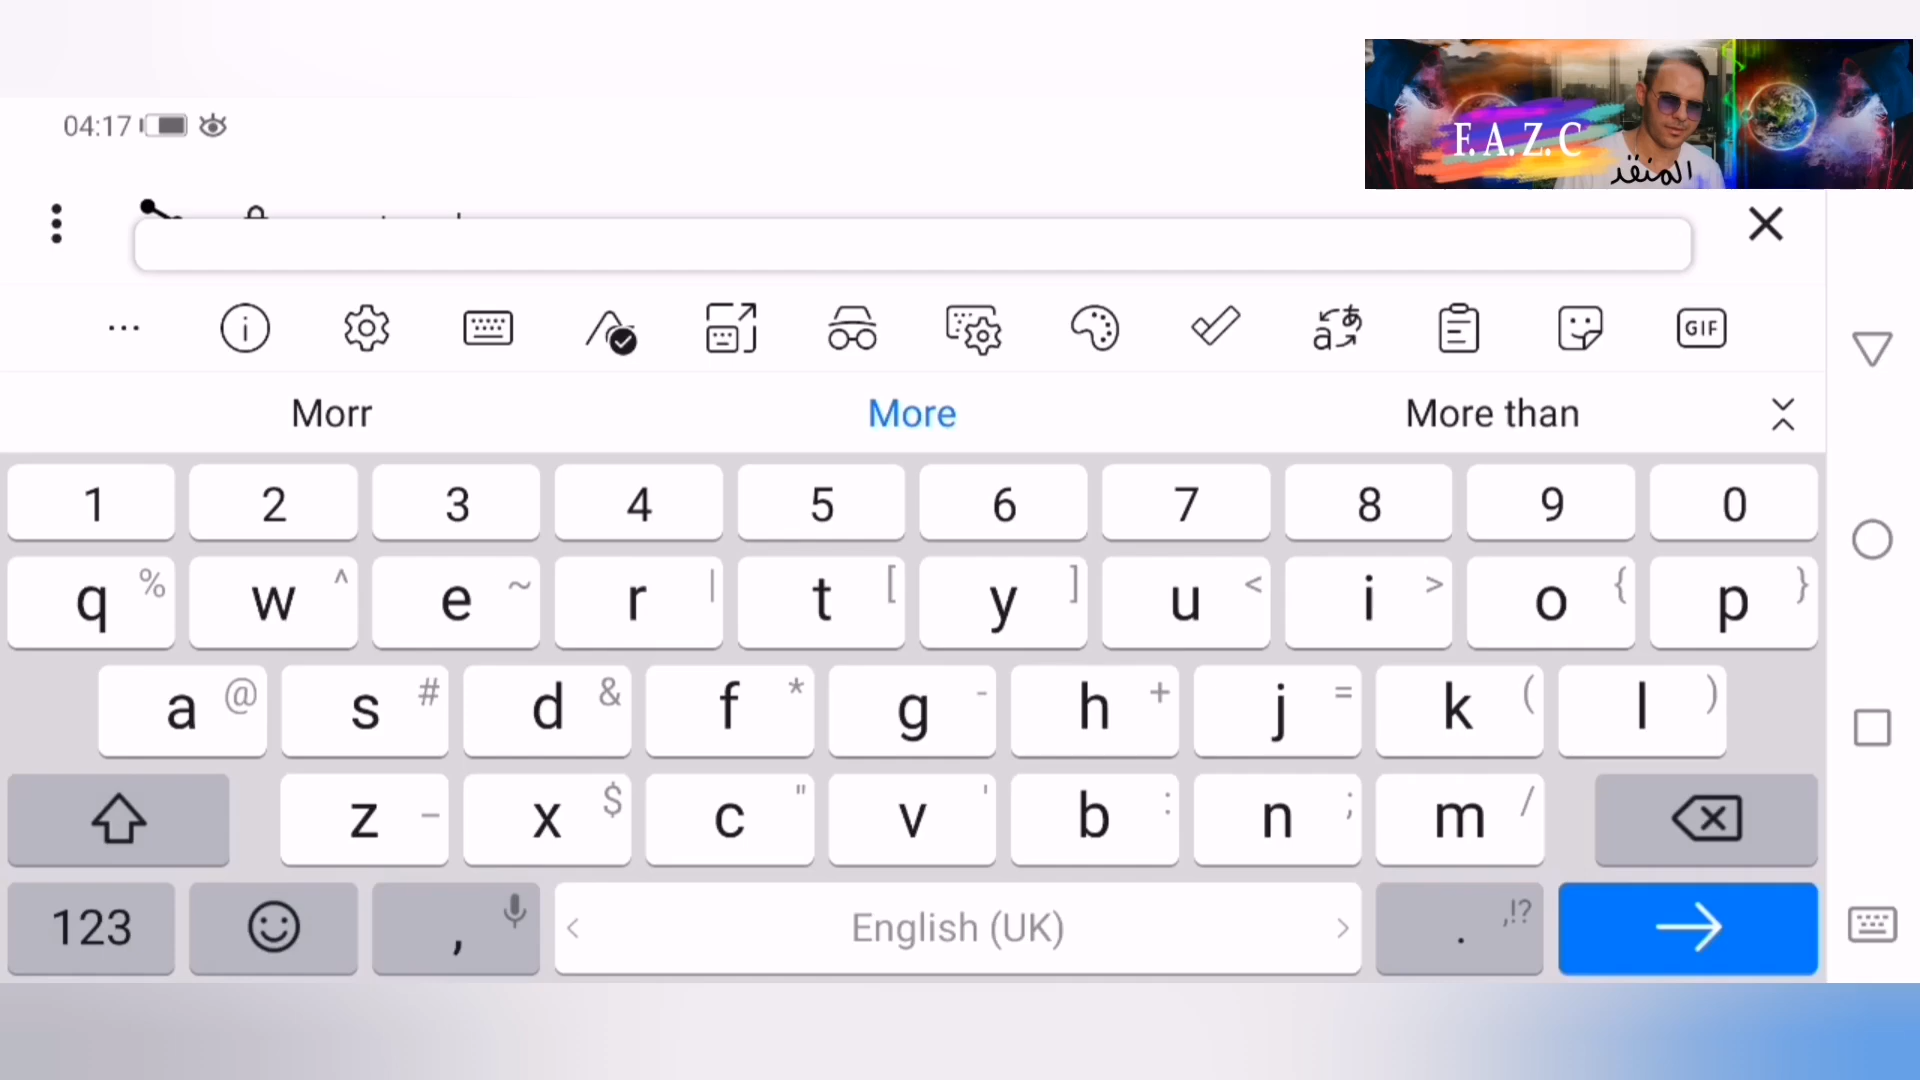 04:17
F. A. Z. C
المنقذ
GIF
Morr More More than
1 2 3 4 5 6 7 8 9 0
q % w ^ e ~ r | t [ y ] u < i > o { p }
a @ s # d & f * g - h + j = k ( l )
z _ x $ c " v ' b : n ; m /
123 , < English (UK) > . ,!?